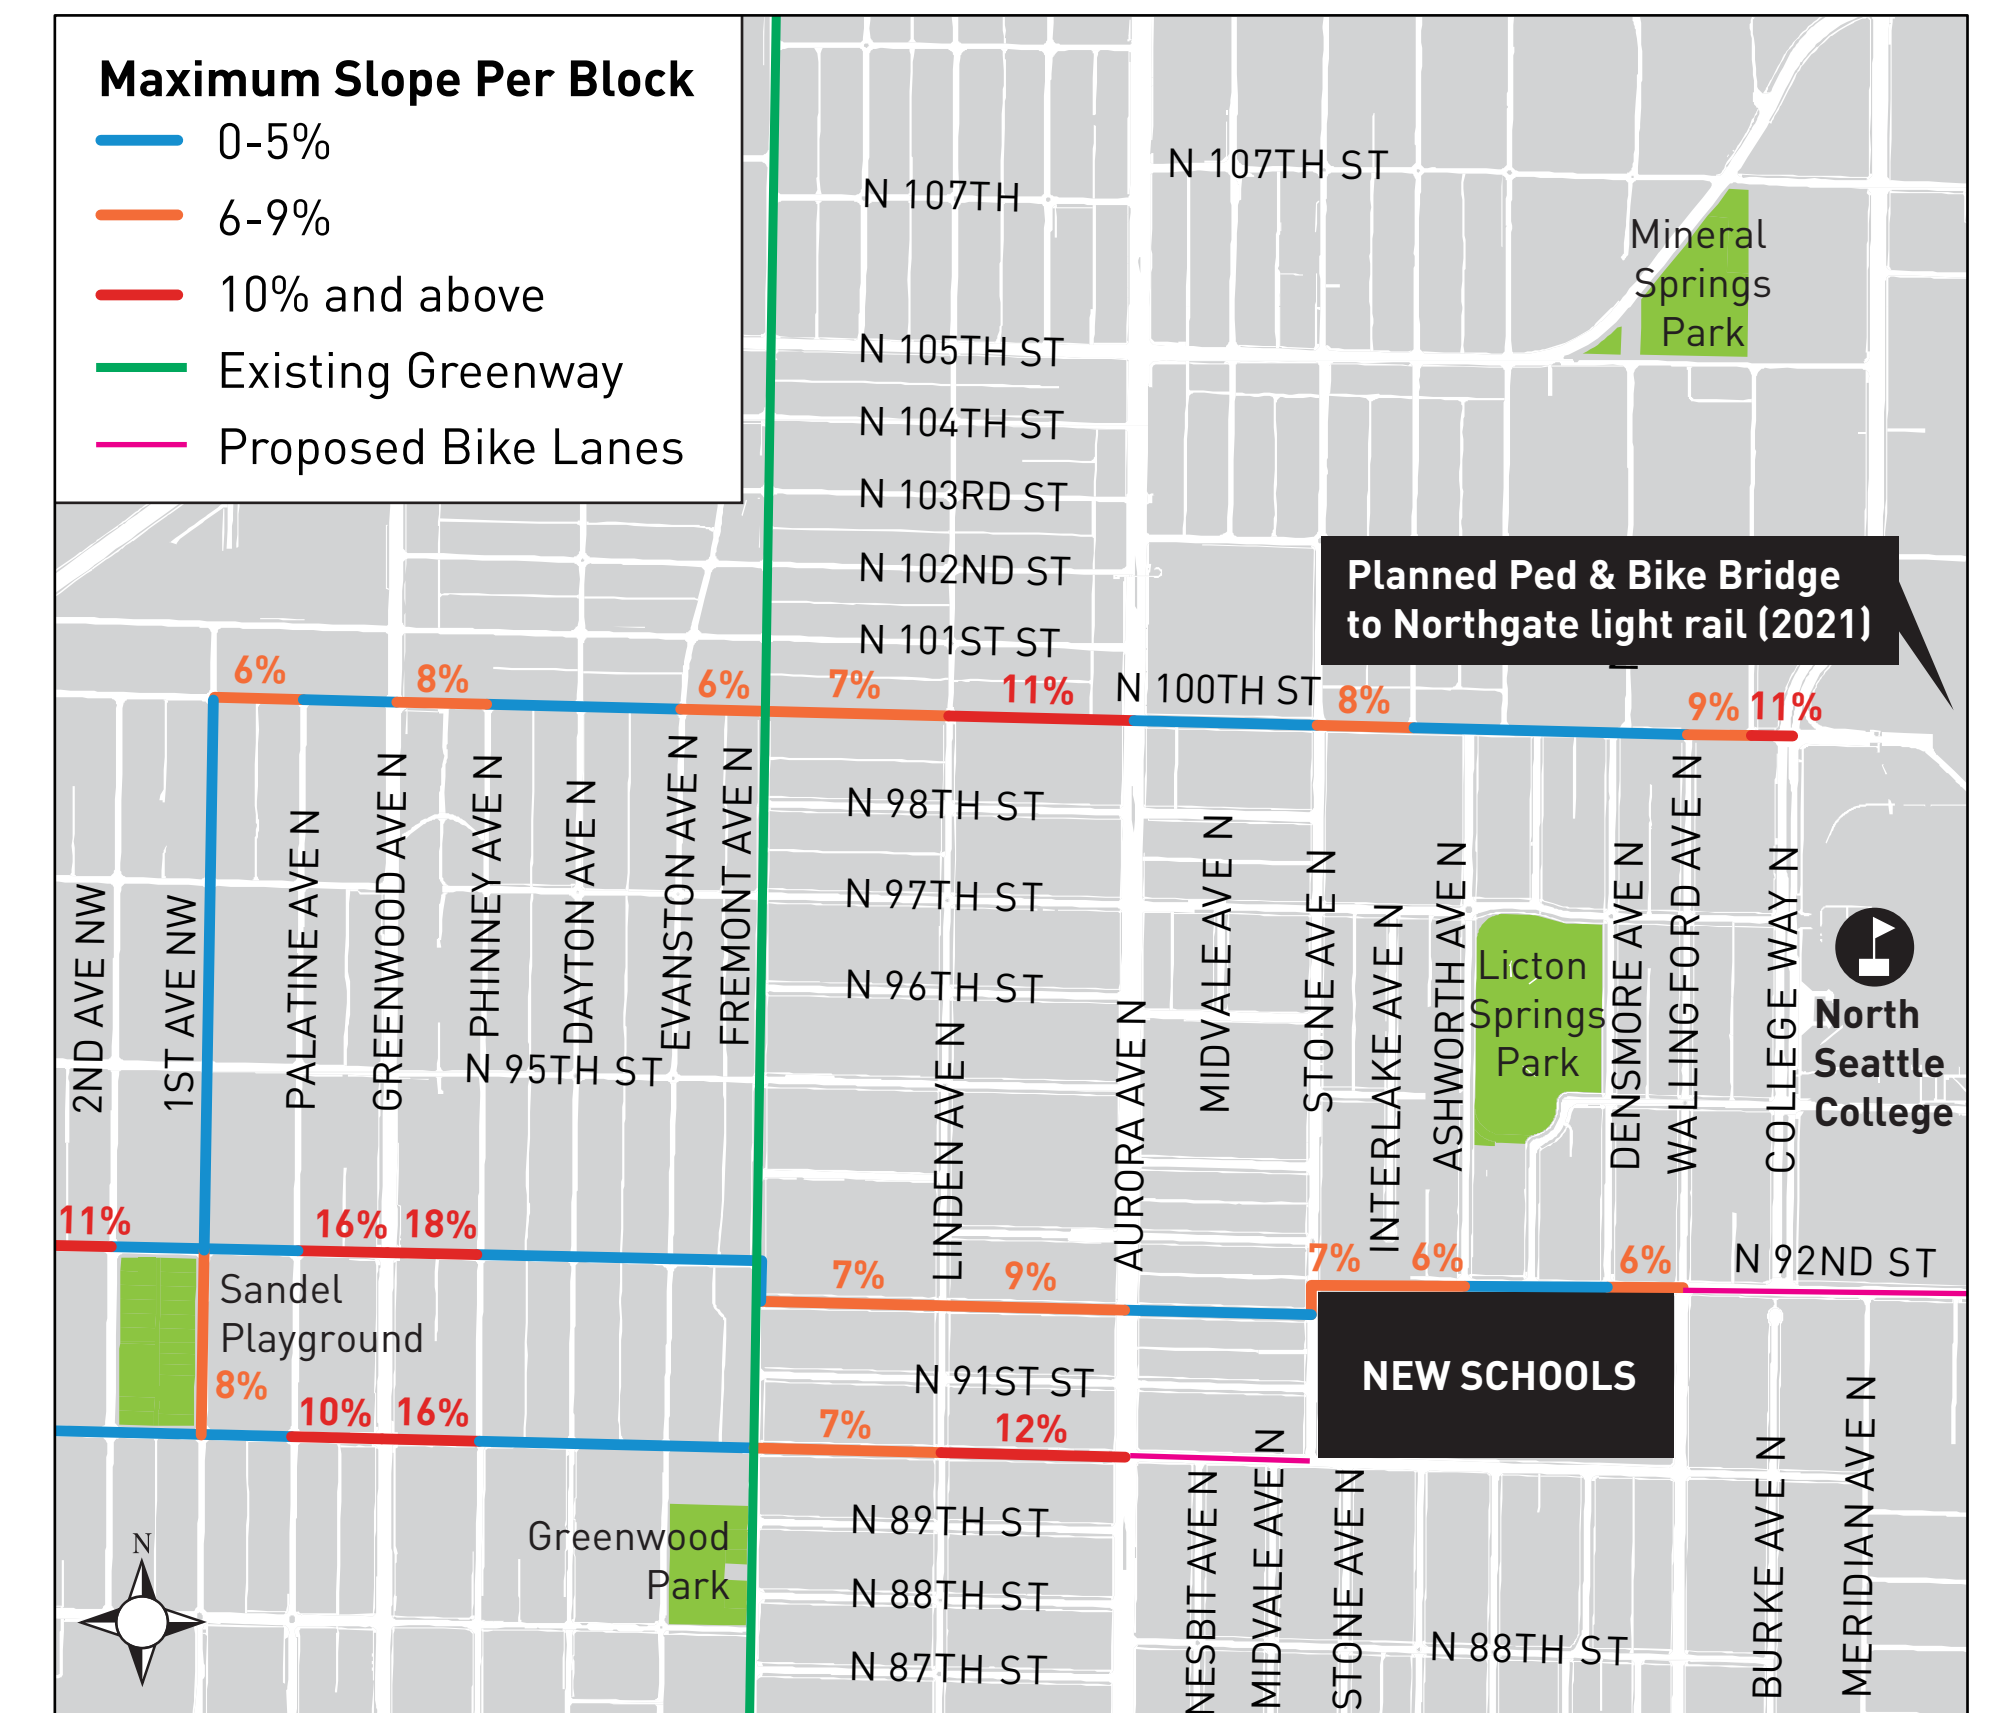 Maximum Slope Per Block
0-5%
6-9%
10% and above
Existing Greenway
Proposed Bike Lanes
N 107TH ST
N 107TH
Mineral
Springs
Park
N 105TH ST
N 104TH ST
N 103RD ST
N 102ND ST
N 101ST ST
Planned Ped & Bike Bridge
to Northgate light rail (2021)
6%
8%
6%
7%
11%
N 100TH ST
8%
9%
11%
N 98TH ST
N 97TH ST
N 96TH ST
N 95TH ST
2ND AVE NW
1ST AVE NW
PALATINE AVE N
GREENWOOD AVE N
PHINNEY AVE N
DAYTON AVE N
EVANSTON AVE N
FREMONT AVE N
LINDEN AVE N
AURORA AVE N
MIDVALE AVE N
STONE AVE N
INTERLAKE AVE N
ASHWORTH AVE N
Licton
Springs
Park
DENSMORE AVE N
WALLINGFORD AVE N
COLLEGE WAY N
North
Seattle
College
11%
16%
18%
7%
9%
7%
6%
6%
N 92ND ST
Sandel
Playground
8%
10%
16%
N 91ST ST
7%
12%
NEW SCHOOLS
Greenwood
Park
N 89TH ST
N 88TH ST
N 87TH ST
NESBIT AVE N
MIDVALE AVE N
STONE AVE N
N 88TH ST
BURKE AVE N
MERIDIAN AVE N
N